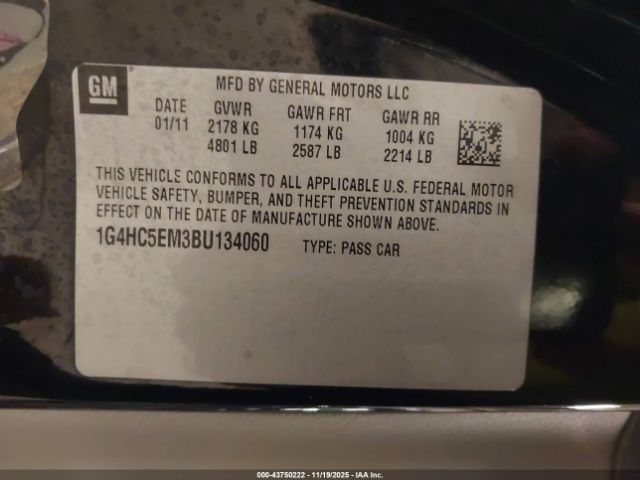 GM
MFD BY GENERAL MOTORS LLC
DATE GVWR GAWR FRT GAWR RR
01/11 2178 KG 1174 KG 1004 KG
4801 LB 2587 LB 2214 LB
THIS VEHICLE CONFORMS TO ALL APPLICABLE U.S. FEDERAL MOTOR
VEHICLE SAFETY, BUMPER, AND THEFT PREVENTION STANDARDS IN
EFFECT ON THE DATE OF MANUFACTURE SHOWN ABOVE.
1G4HC5EM3BU134060 TYPE: PASS CAR
000-43750222 - 11/19/2025 - IAA Inc.